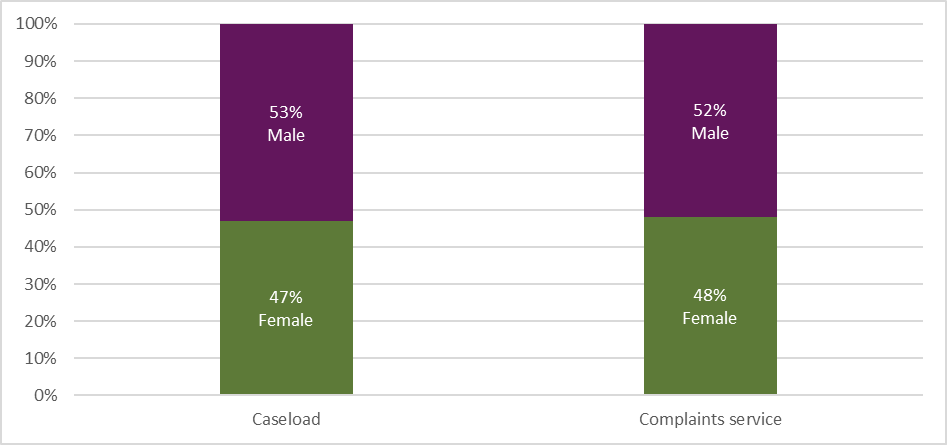 100%
90%
80%
70%
60%
50%
40%
30%
20%
10%
0%
53%
Male
47%
Female
52%
Male
48%
Female
Caseload
Complaints service